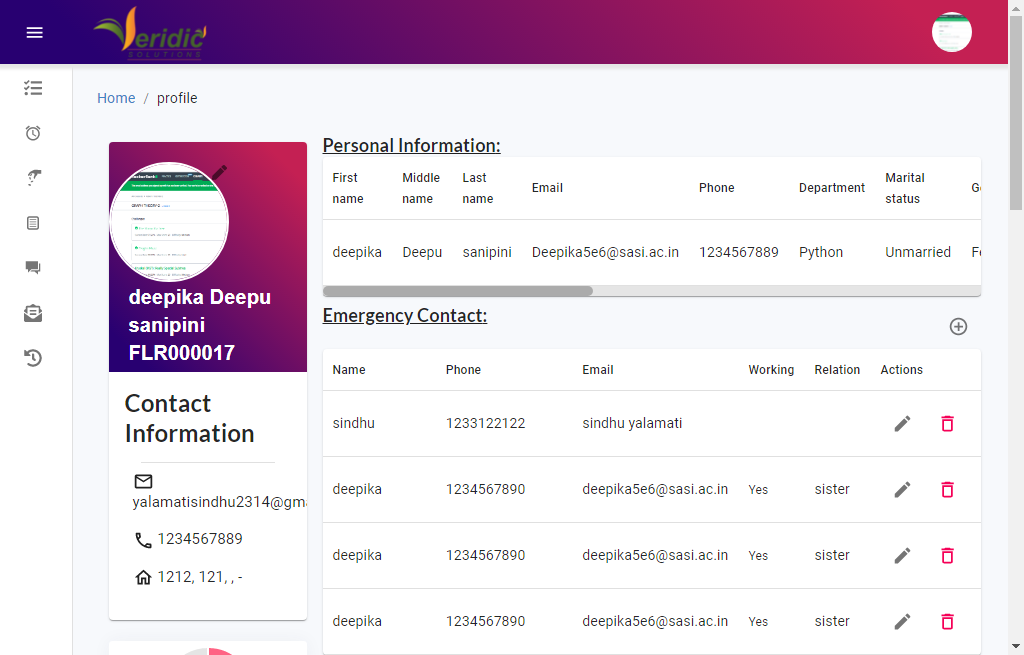 Veridic
SOLUTIONS
Home / profile
deepika Deepu
sanipini
FLR000017
Contact
Information
yalamatisindhu2314@gma
1234567889
1212, 121, , -
Personal Information:
First name Middle name Last name Email Phone Department Marital status Ge
deepika Deepu sanipini Deepika5e6@sasi.ac.in 1234567889 Python Unmarried Fe
Emergency Contact:
Name Phone Email Working Relation Actions
sindhu 1233122122 sindhu yalamati
deepika 1234567890 deepika5e6@sasi.ac.in Yes sister
deepika 1234567890 deepika5e6@sasi.ac.in Yes sister
deepika 1234567890 deepika5e6@sasi.ac.in Yes sister